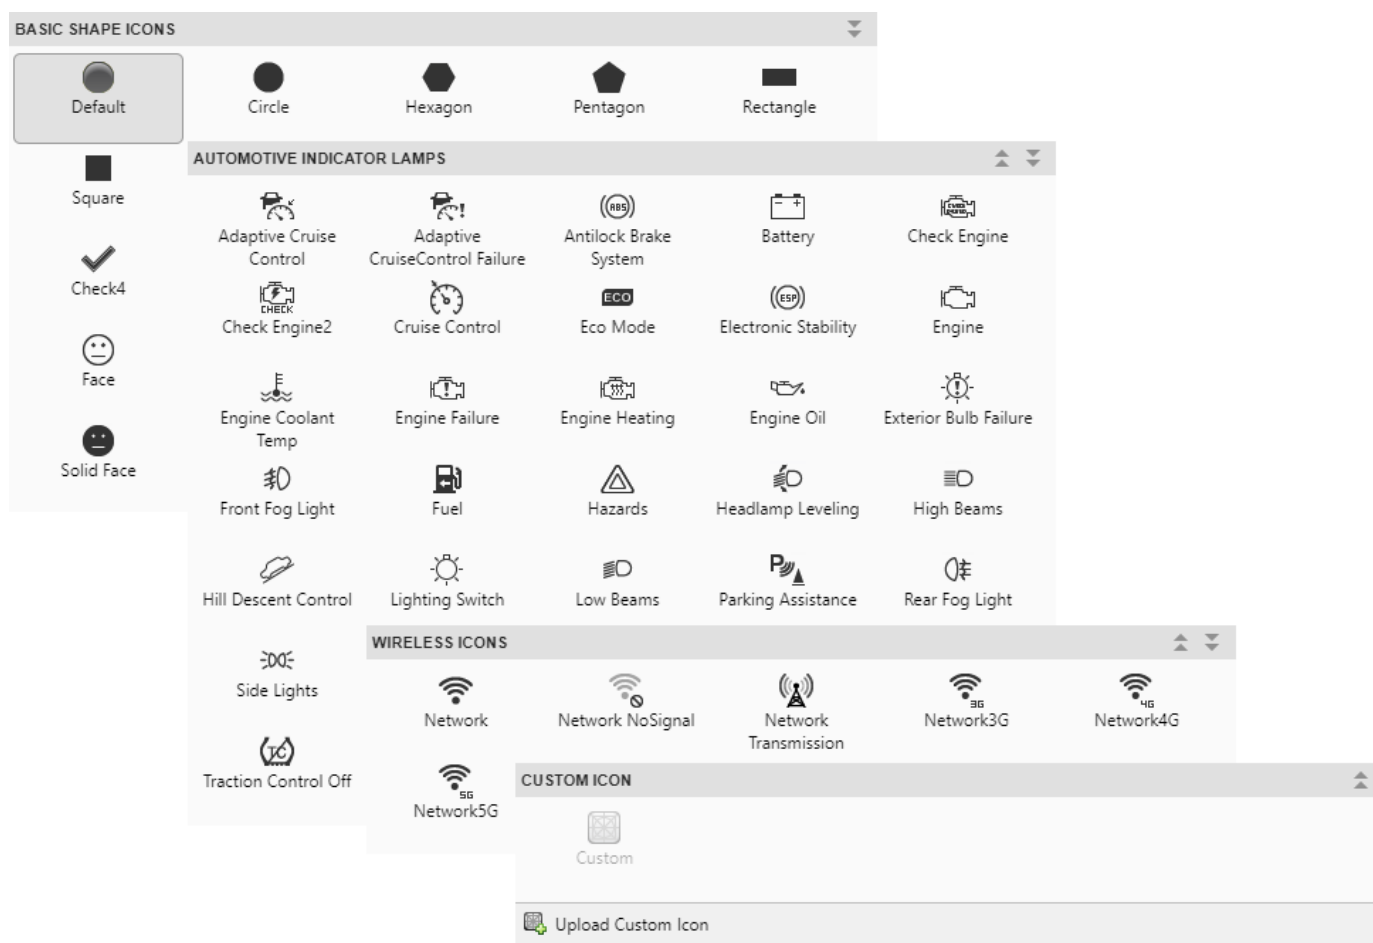 BASIC SHAPE ICONS
Default Circle Hexagon Pentagon Rectangle
Square
Check4
Face
Solid Face
AUTOMOTIVE INDICATOR LAMPS
ABS
Adaptive Cruise Adaptive Antilock Brake Battery Check Engine
Control CruiseControl Failure System
CHECK ECO ESP
Check Engine2 Cruise Control Eco Mode Electronic Stability Engine
Engine Coolant Engine Failure Engine Heating Engine Oil Exterior Bulb Failure
Temp
Front Fog Light Fuel Hazards Headlamp Leveling High Beams
P
Hill Descent Control Lighting Switch Low Beams Parking Assistance Rear Fog Light
Side Lights
TC
Traction Control Off
WIRELESS ICONS
3G 4G
Network Network NoSignal Network Network3G Network4G
Transmission
5G
Network5G
CUSTOM ICON
Custom
Upload Custom Icon